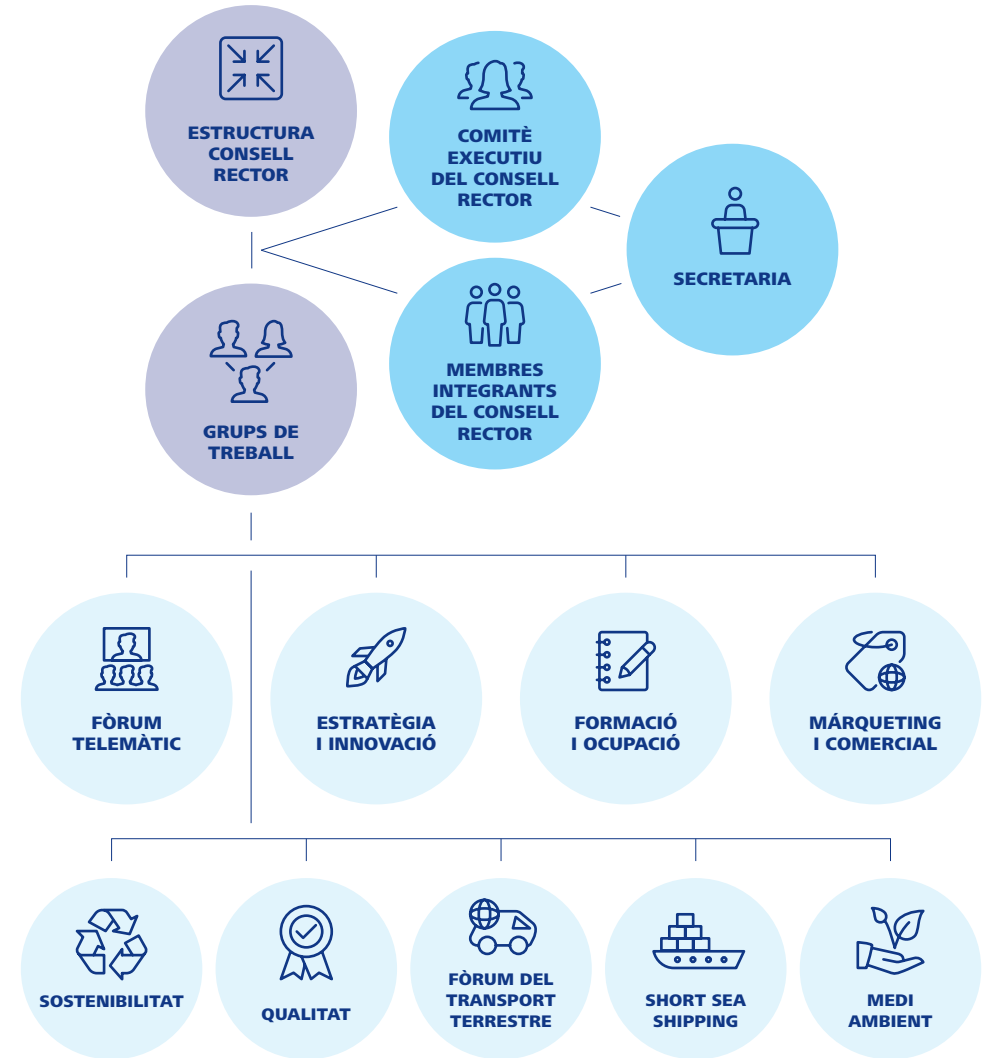 ESTRUCTURA
CONSELL
RECTOR
COMITÈ
EXECUTIU
DEL CONSELL
RECTOR
SECRETARIA
MEMBRES
INTEGRANTS
DEL CONSELL
RECTOR
GRUPS DE
TREBALL
FÒRUM
TELEMÀTIC
ESTRATÈGIA
I INNOVACIÓ
FORMACIÓ
I OCUPACIÓ
MÁRQUETING
I COMERCIAL
SOSTENIBILITAT
QUALITAT
FÒRUM DEL
TRANSPORT
TERRESTRE
SHORT SEA
SHIPPING
MEDI
AMBIENT